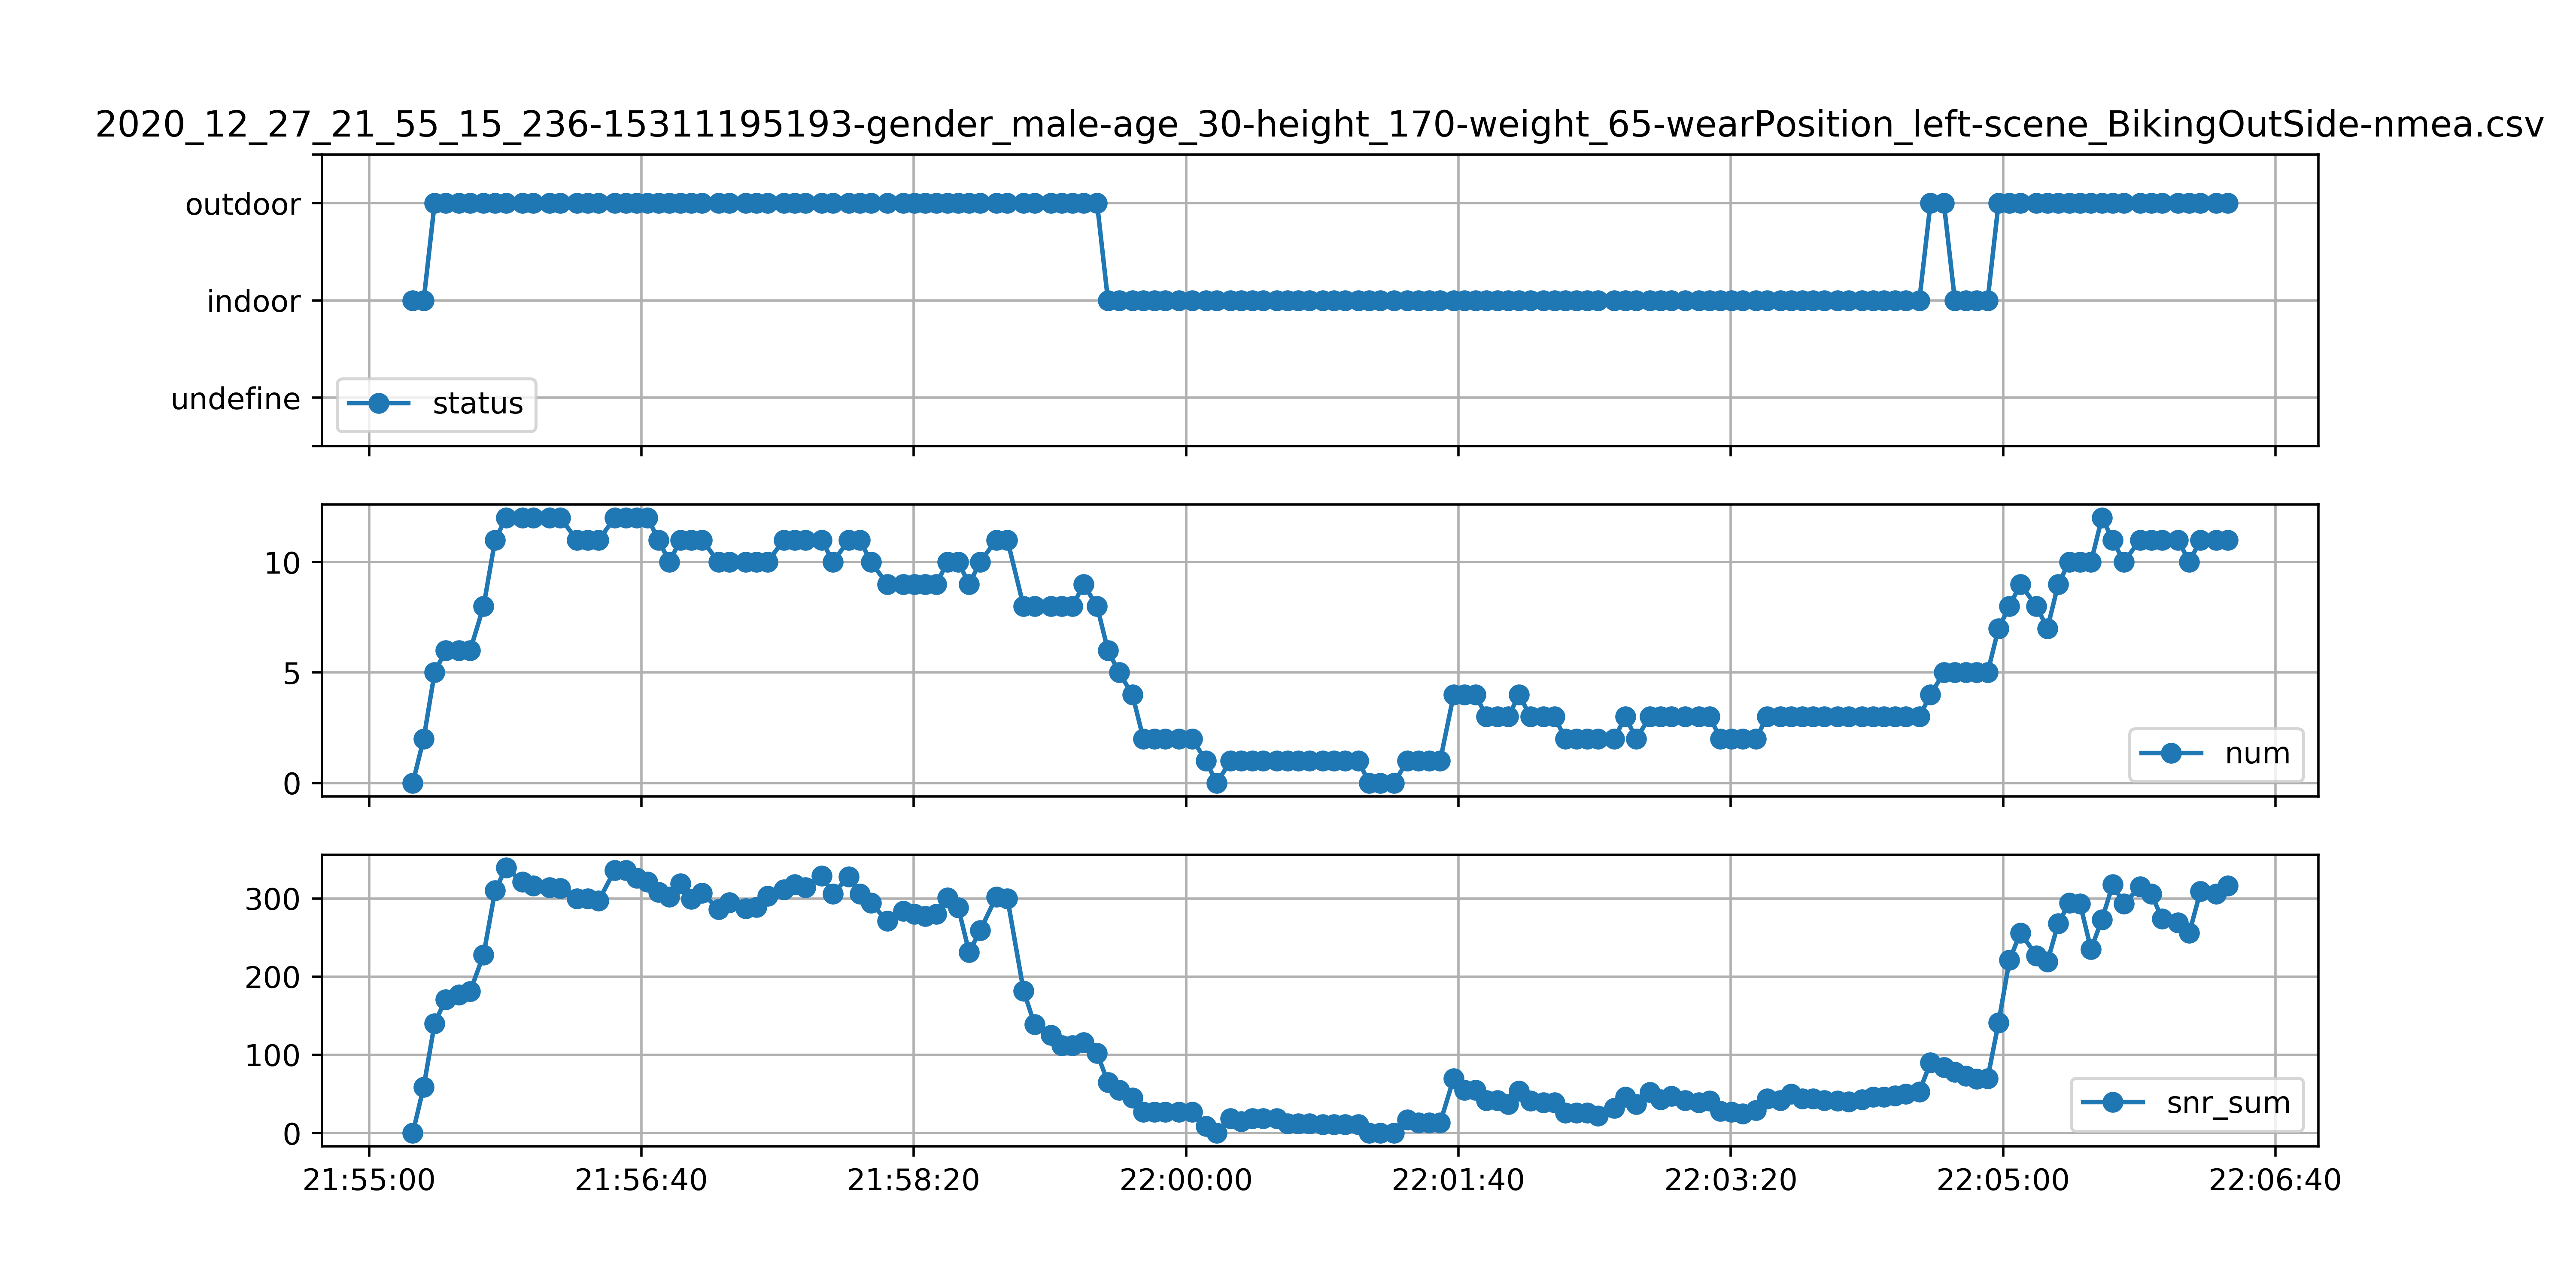 2020_12_27_21_55_15_236-15311195193-gender_male-age_30-height_170-weight_65-wearPosition_left-scene_BikingOutSide-nmea.csv
outdoor
indoor
undefine
status
10
5
0
num
300
200
100
0
snr_sum
21:55:00 21:56:40 21:58:20 22:00:00 22:01:40 22:03:20 22:05:00 22:06:40